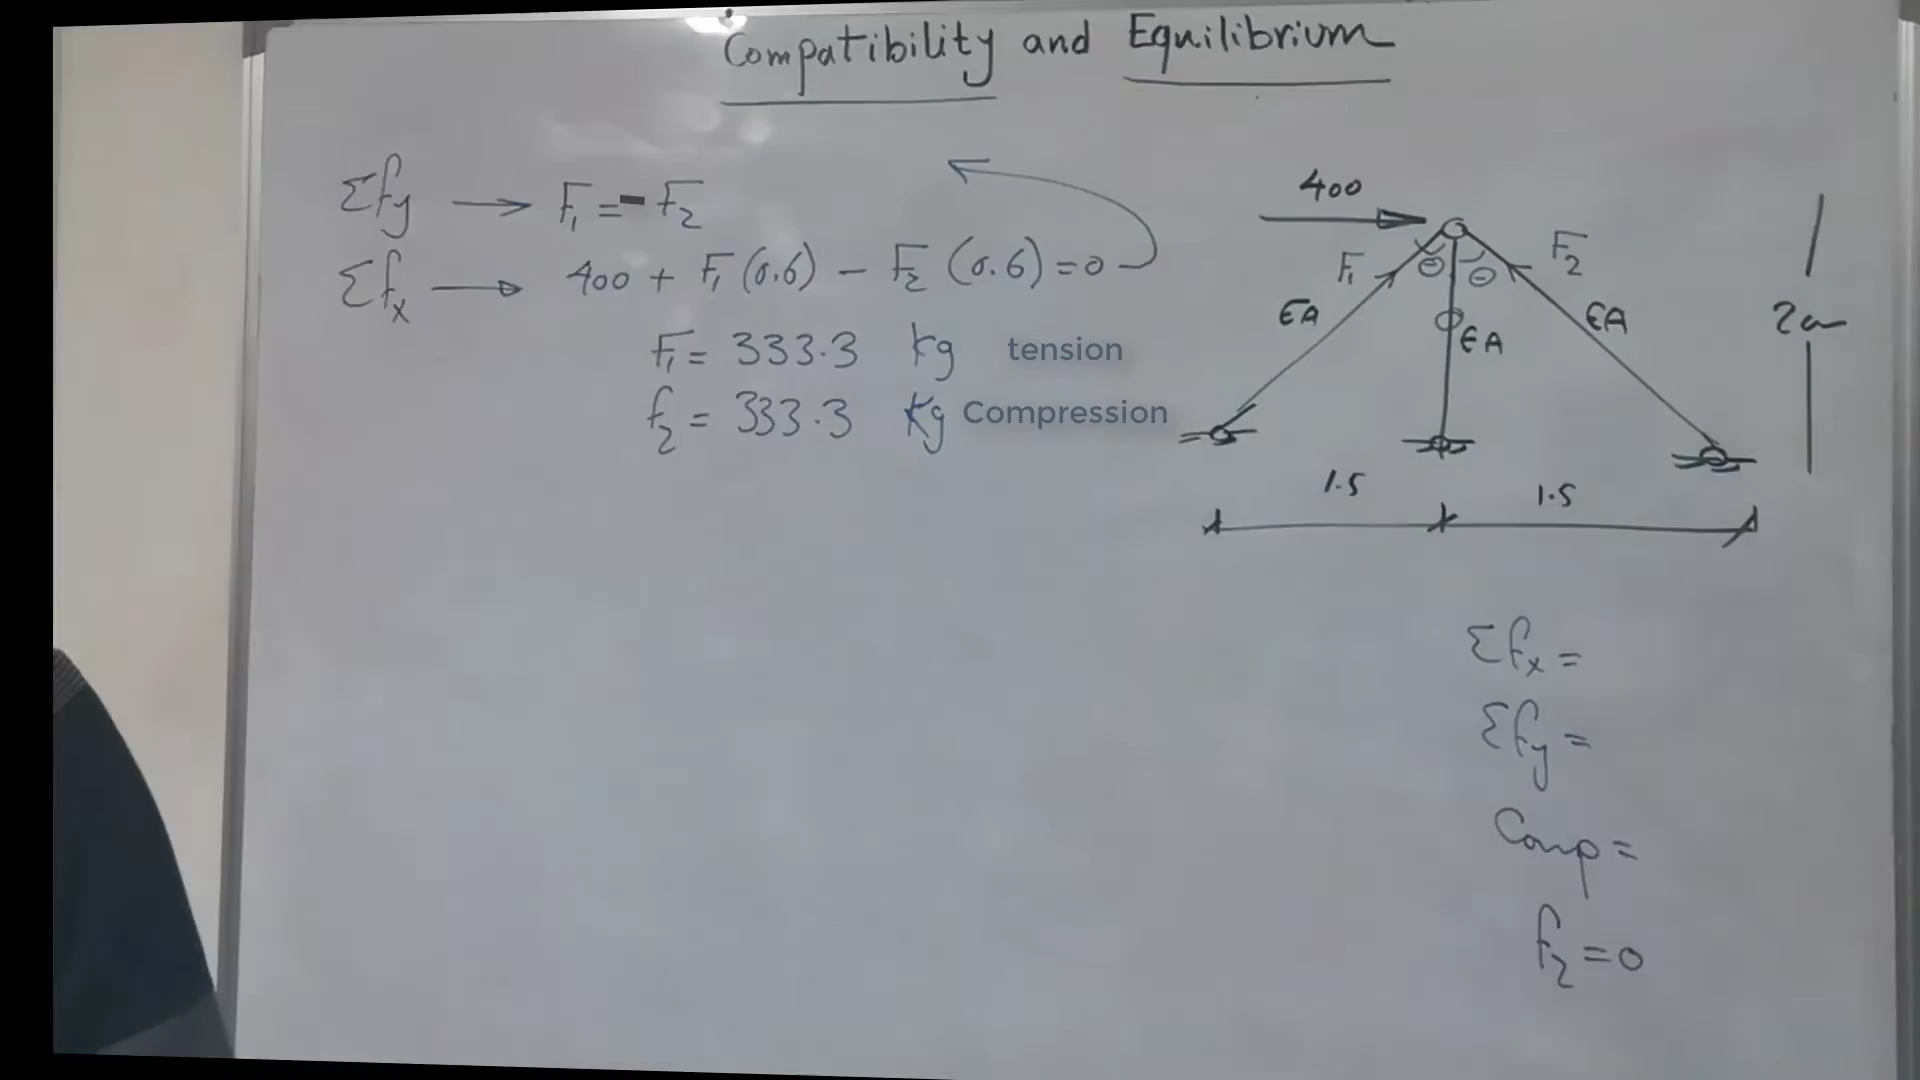 Compatibility and Equilibrium
Σfy → F₁ = - F₂
Σfx → 400 + F₁ (0.6) - F₂ (0.6) = 0
F₁ = 333.3 kg tension
f₂ = 333.3 kg Compression
400
F₁ θ θ F₂
EA 0 EA EA
1.5 1.5
Σfx =
Σfy =
Comp =
f₂ = 0